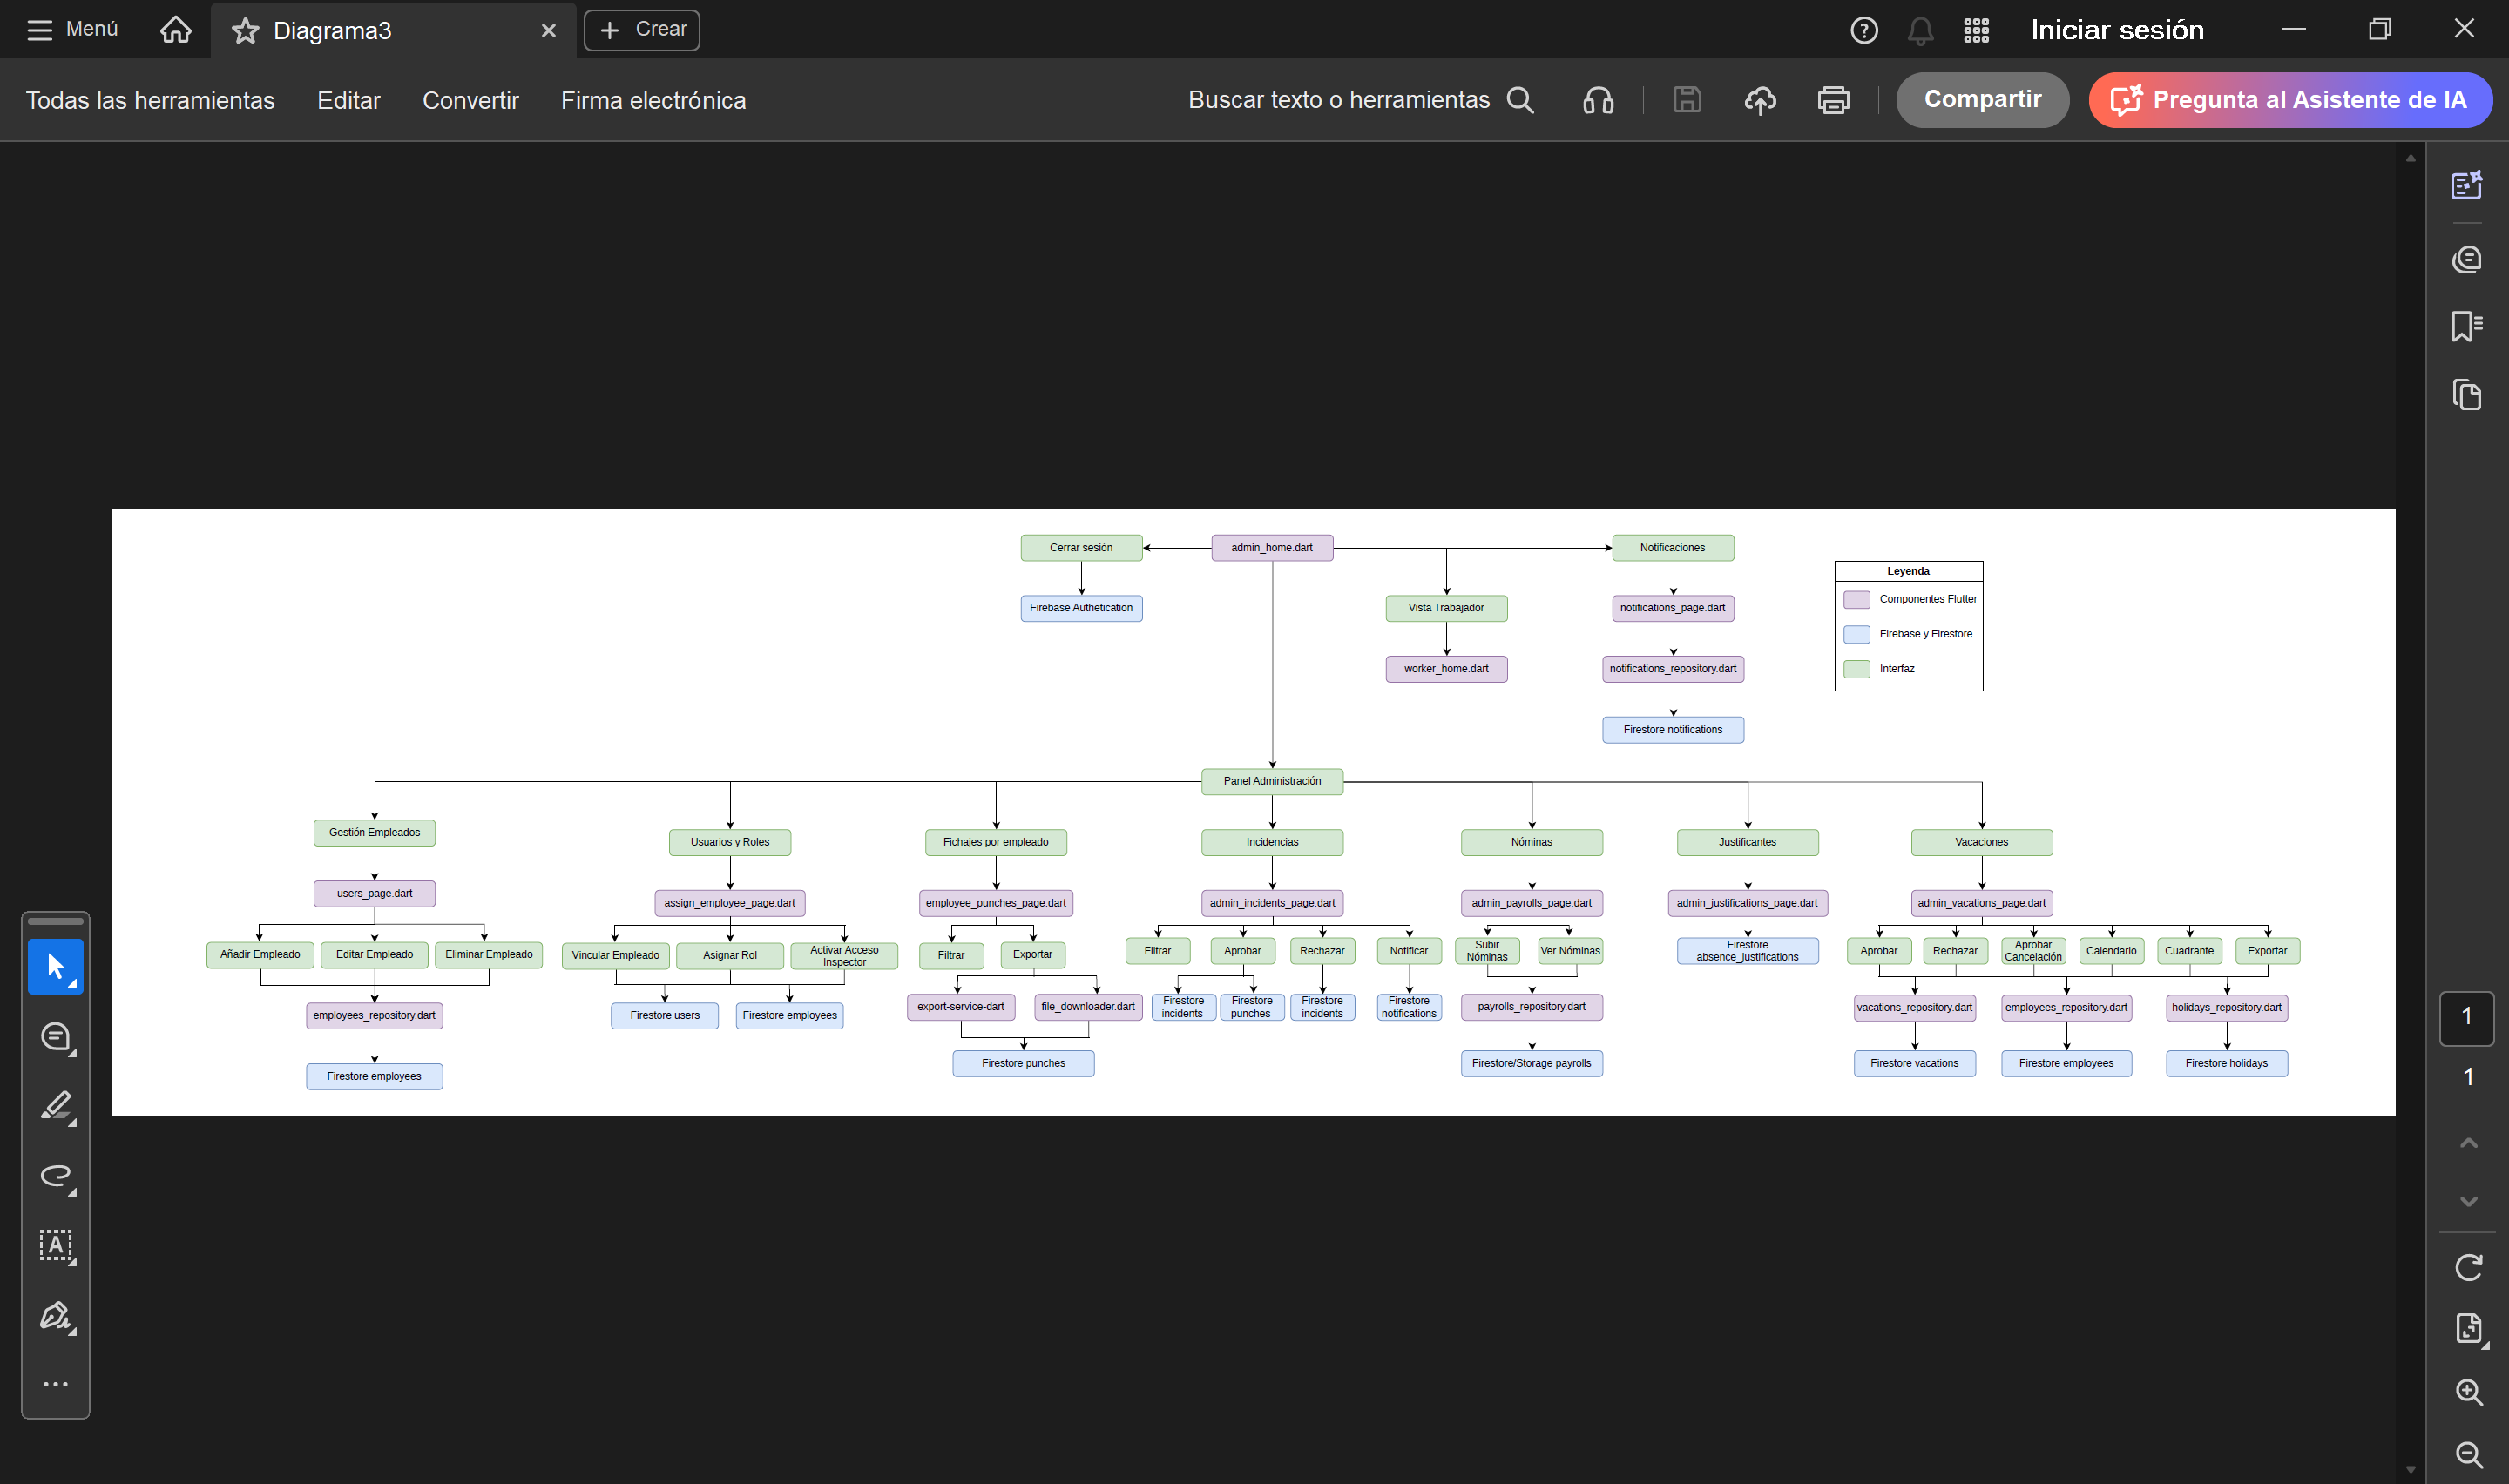 Menú
Diagrama3
Crear
Iniciar sesión
Todas las herramientas
Editar
Convertir
Firma electrónica
Buscar texto o herramientas
Compartir
Pregunta al Asistente de IA
Cerrar sesión
admin_home.dart
Notificaciones
Leyenda
Componentes Flutter
Firebase y Firestore
Interfaz
Firebase Authetication
Vista Trabajador
notifications_page.dart
worker_home.dart
notifications_repository.dart
Firestore notifications
Panel Administración
Gestión Empleados
Usuarios y Roles
Fichajes por empleado
Incidencias
Nóminas
Justificantes
Vacaciones
users_page.dart
assign_employee_page.dart
employee_punches_page.dart
admin_incidents_page.dart
admin_payrolls_page.dart
admin_justifications_page.dart
admin_vacations_page.dart
Añadir Empleado
Editar Empleado
Eliminar Empleado
Vincular Empleado
Asignar Rol
Activar Acceso
Inspector
Filtrar
Exportar
Filtrar
Aprobar
Rechazar
Notificar
Subir
Nóminas
Ver Nóminas
Firestore
absence_justifications
Aprobar
Rechazar
Aprobar
Cancelación
Calendario
Cuadrante
Exportar
employees_repository.dart
Firestore users
Firestore employees
export-service-dart
file_downloader.dart
Firestore
incidents
Firestore
punches
Firestore
incidents
Firestore
notifications
payrolls_repository.dart
vacations_repository.dart
employees_repository.dart
holidays_repository.dart
Firestore employees
Firestore punches
Firestore/Storage payrolls
Firestore vacations
Firestore employees
Firestore holidays
1
1
A